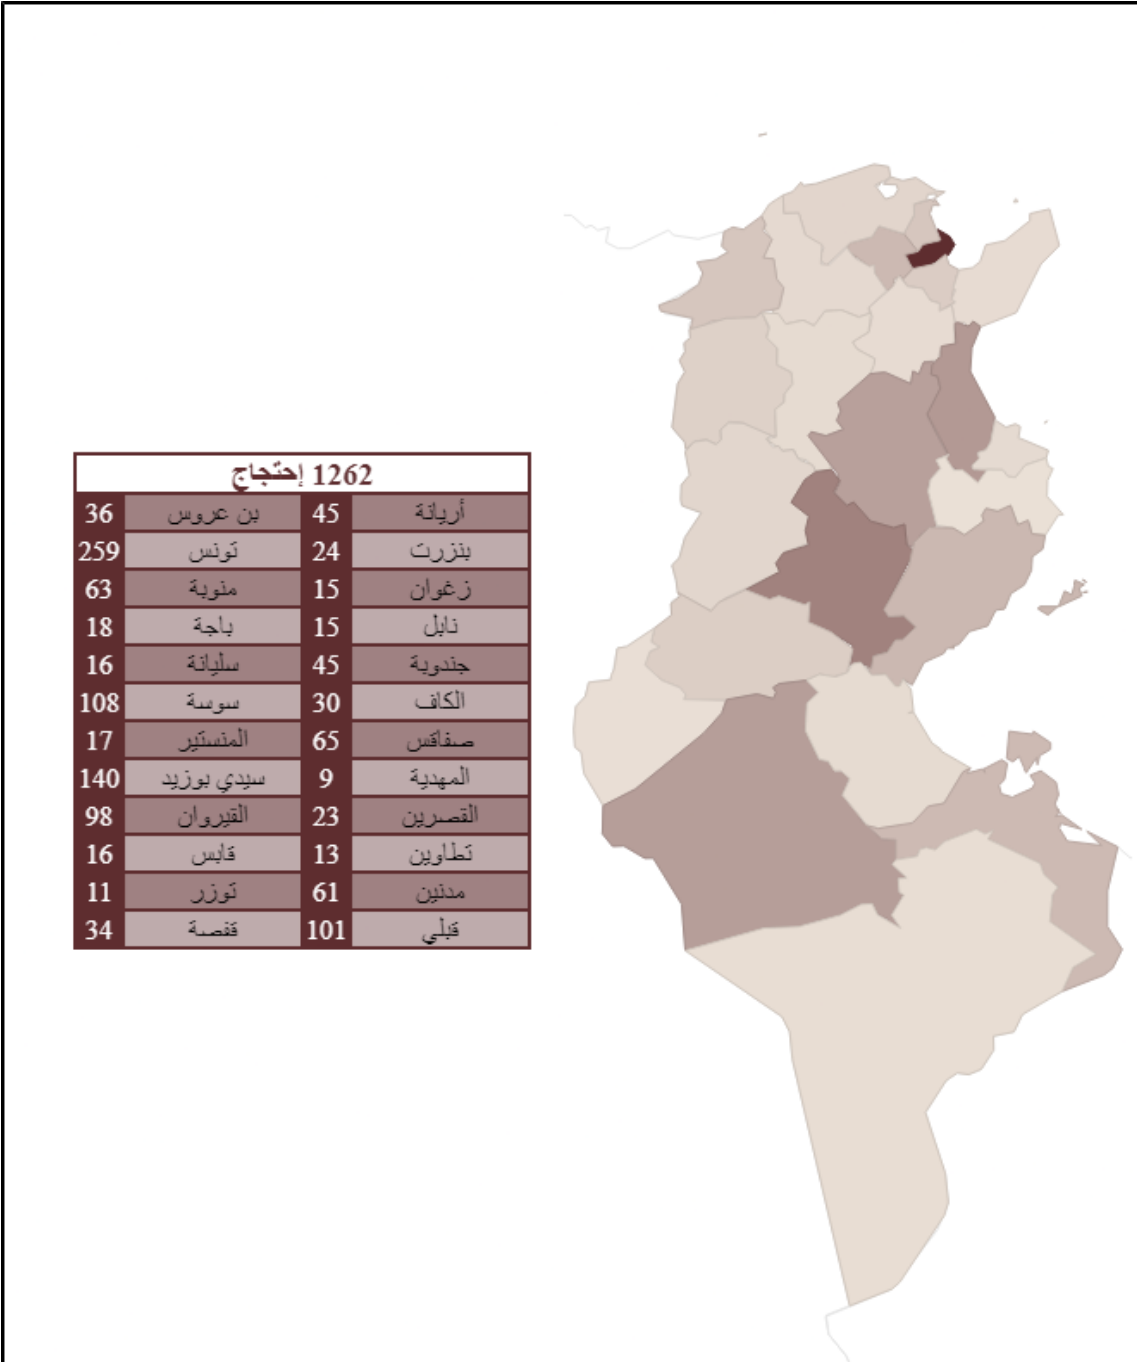 1262 إحتجاج
أريانة 45 بن عروس 36
بنزرت 24 تونس 259
زغوان 15 منوبة 63
نابل 15 باجة 18
جندوبة 45 سليانة 16
الكاف 30 سوسة 108
صفاقس 65 المنستير 17
المهدية 9 سيدي بوزيد 140
القصرين 23 القيروان 98
تطاوين 13 قابس 16
مدنين 61 توزر 11
قبلي 101 قفصة 34